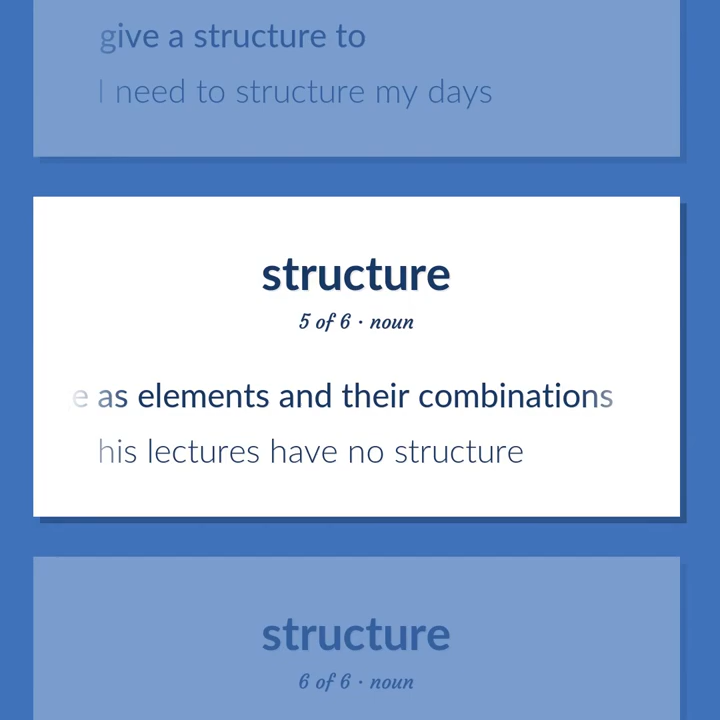 give a structure to
I need to structure my days
structure
5 of 6 · noun
e as elements and their combinations
his lectures have no structure
structure
6 of 6 · noun